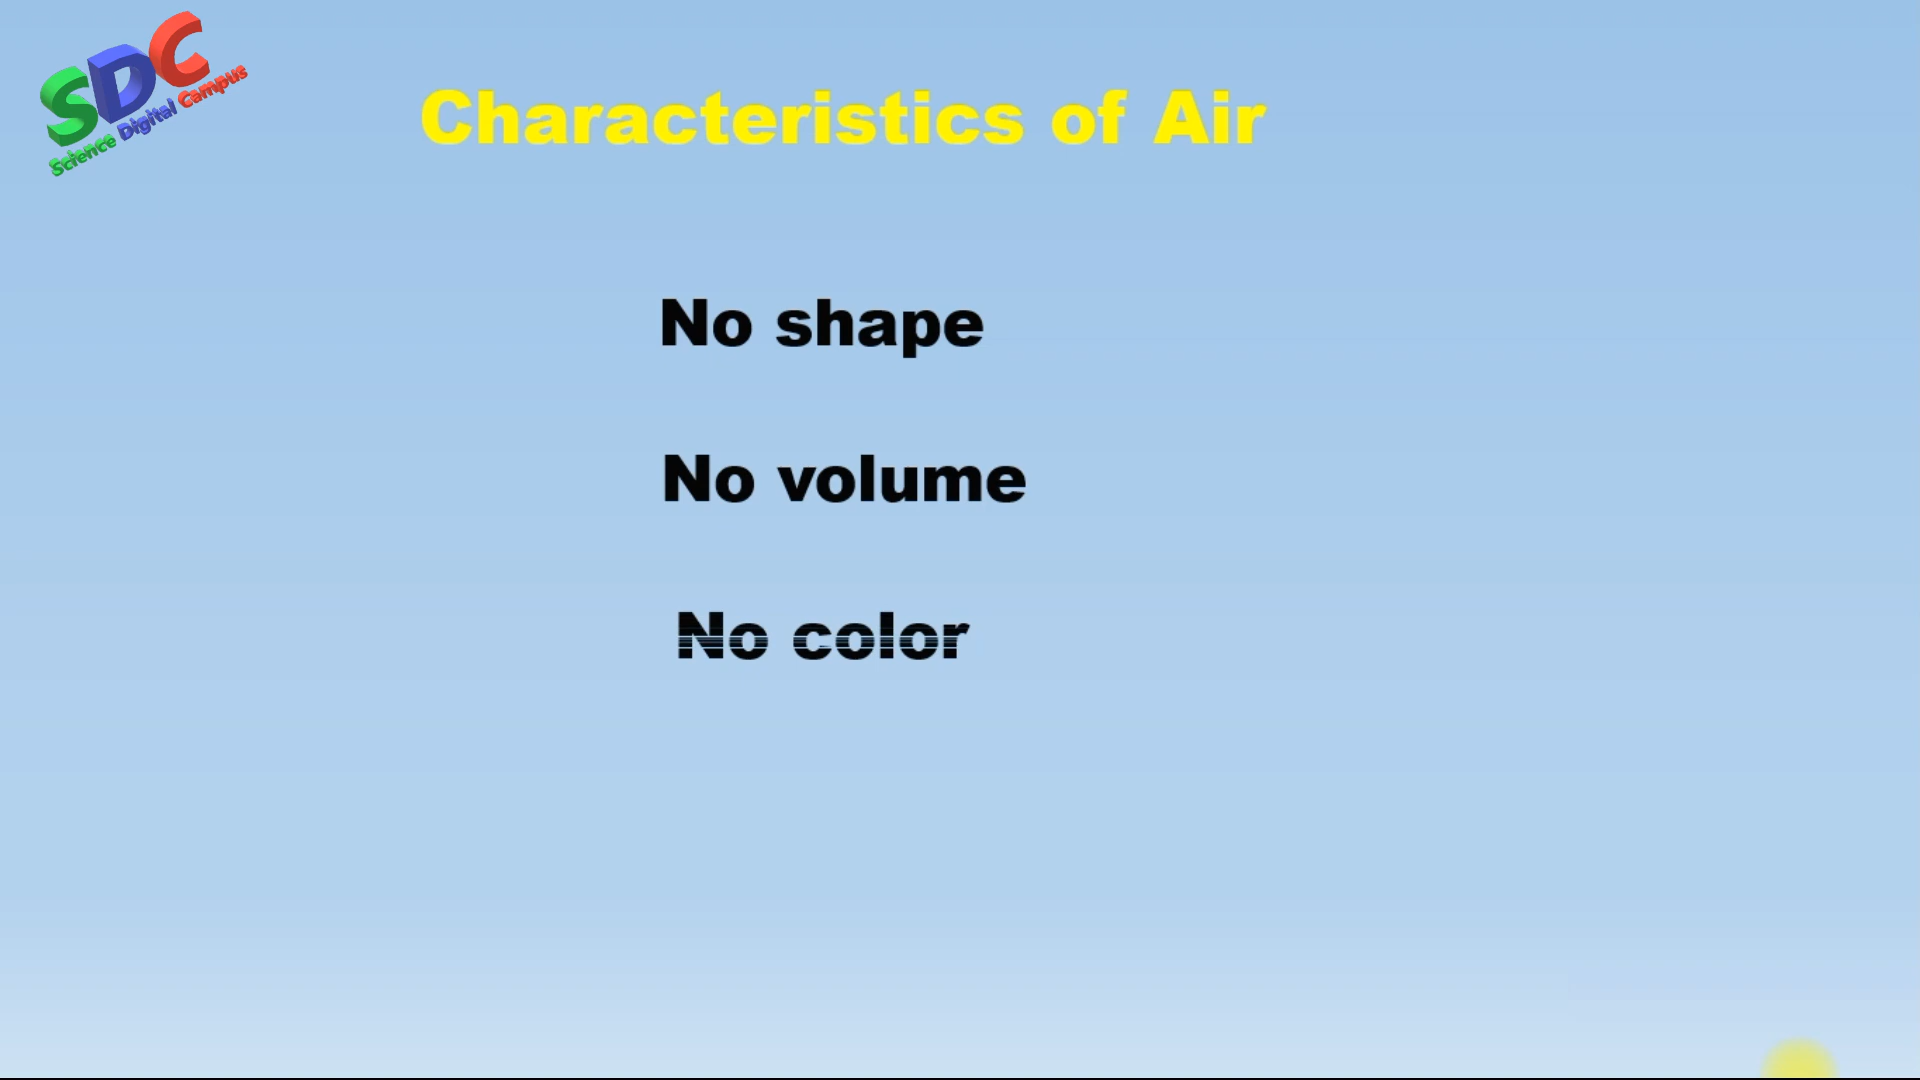 SDC
Science Digital Campus
Characteristics of Air
No shape
No volume
No color